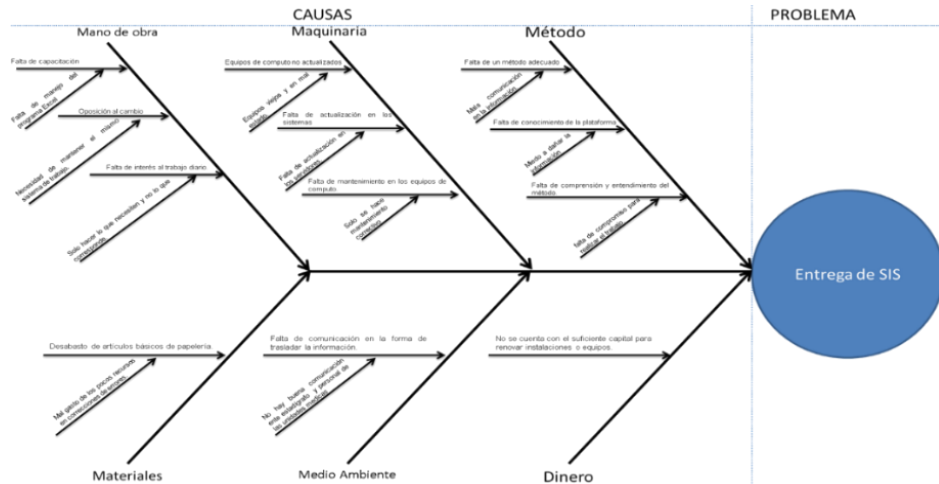 CAUSAS
PROBLEMA
Mano de obra
Maquinaria
Método
Falta de capacitación
Falta de manejo del
programa Excel
Oposición al cambio
Necesidad de mantener el mismo
sistema de trabajo.
Falta de interés al trabajo diario
Solo hacer lo que necesiten y no lo que
corresponde
Equipos de computo no actualizados
Equipos viejos y en mal
estado
Falta de actualización en los
sistemas
Falta de actualización en
los servidores
Falta de mantenimiento en los equipos de
computo.
Solo se hace
mantenimiento
correctivo
Falta de un método adecuado
Mala comunicación
en la información
Falta de conocimiento de la plataforma
Miedo a dañar la
información
Falta de comprensión y entendimiento del
método.
falta de compromiso para
realizar el trabajo
Entrega de SIS
Desabasto de artículos básicos de papelería.
Mal gasto de los pocos recursos
en correcciones de errores
Falta de comunicación en la forma de
trasladar la información.
No hay buena comunicación
ente estadígrafo y personal de
las unidades medicas
No se cuenta con el suficiente capital para
renovar instalaciones o equipos.
Materiales
Medio Ambiente
Dinero